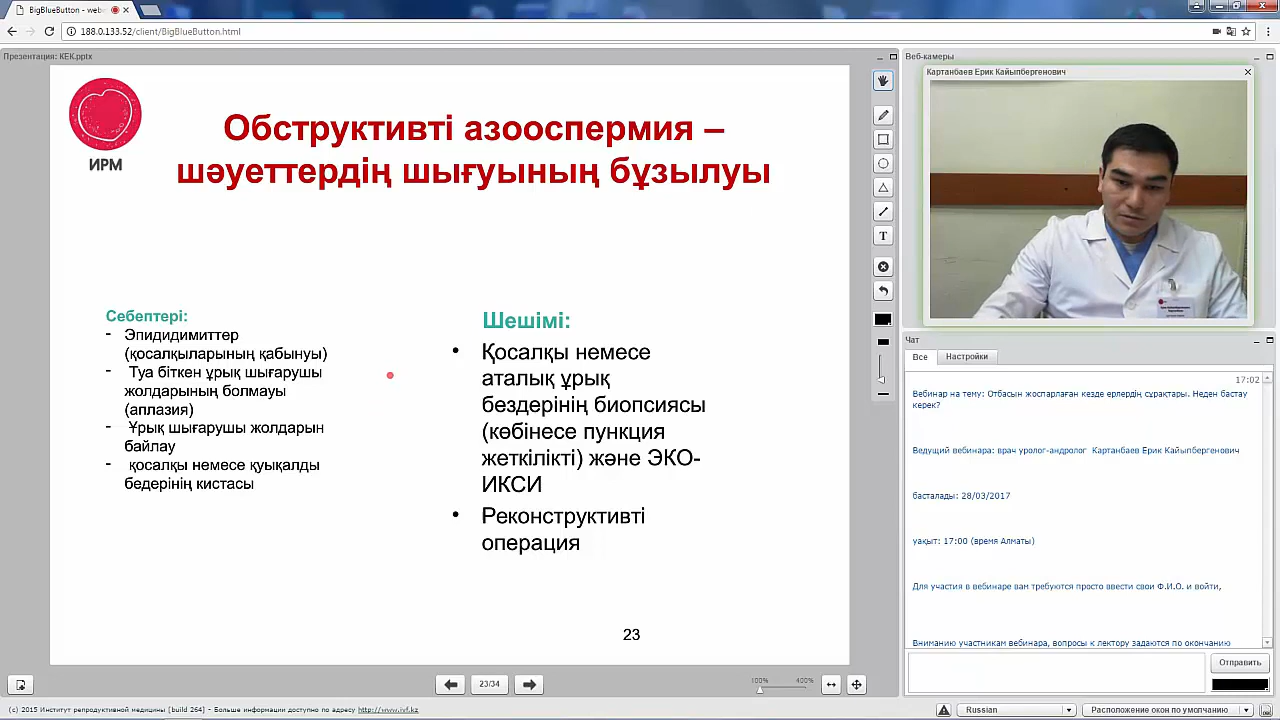 BigBlueButton - webи
188.0.133.52/client/BigBlueButton.html
Презентация: КЕК.pptx
ИРМ
Обструктивті азооспермия –
шәуеттердің шығуының бұзылуы
Себептері:
- Эпидидимиттер
(қосалқыларының қабынуы)
- Туа біткен ұрық шығарушы
жолдарының болмауы
(аплазия)
- Ұрық шығарушы жолдарын
байлау
- қосалқы немесе қуықалды
бедерінің кистасы
Шешімі:
• Қосалқы немесе
аталық ұрық
бездерінің биопсиясы
(көбінесе пункция
жеткілікті) және ЭКО-
ИКСИ
• Реконструктивті
операция
23
23/34
100%
400%
Веб-камеры
Картанбаев Ерик Кайыпбергенович
Чат
Все
Настройки
17:02
Вебинар на тему: Отбасын жоспарлаған кезде ерлердің сұрақтары. Неден бастау
керек?
Ведущий вебинара: врач уролог-андролог Картанбаев Ерик Кайыпбергенович
басталады: 28/03/2017
уақыт: 17:00 (время Алматы)
Для участия в вебинаре вам требуются просто ввести свои Ф.И.О. и войти,
Вниманию участникам вебинара, вопросы к лектору задаются по окончанию
Отправить
(c) 2015 Институт репродуктивной медицины [build 264] - Больше информации доступно по адресу http://www.ivf.kz
Russian
Расположение окон по умолчанию